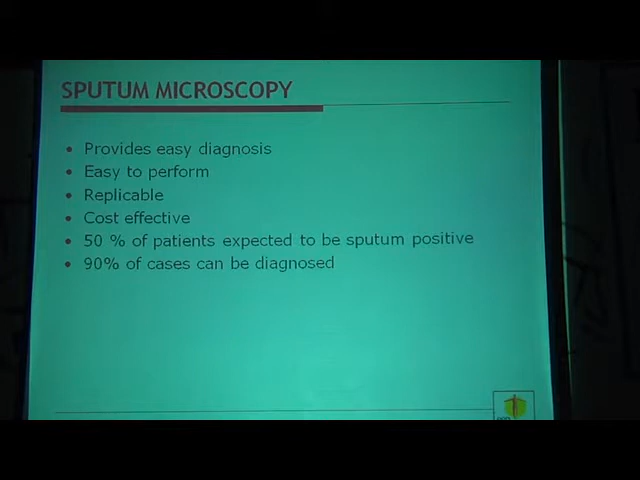 SPUTUM MICROSCOPY
• Provides easy diagnosis
• Easy to perform
• Replicable
• Cost effective
• 50 % of patients expected to be sputum positive
• 90% of cases can be diagnosed